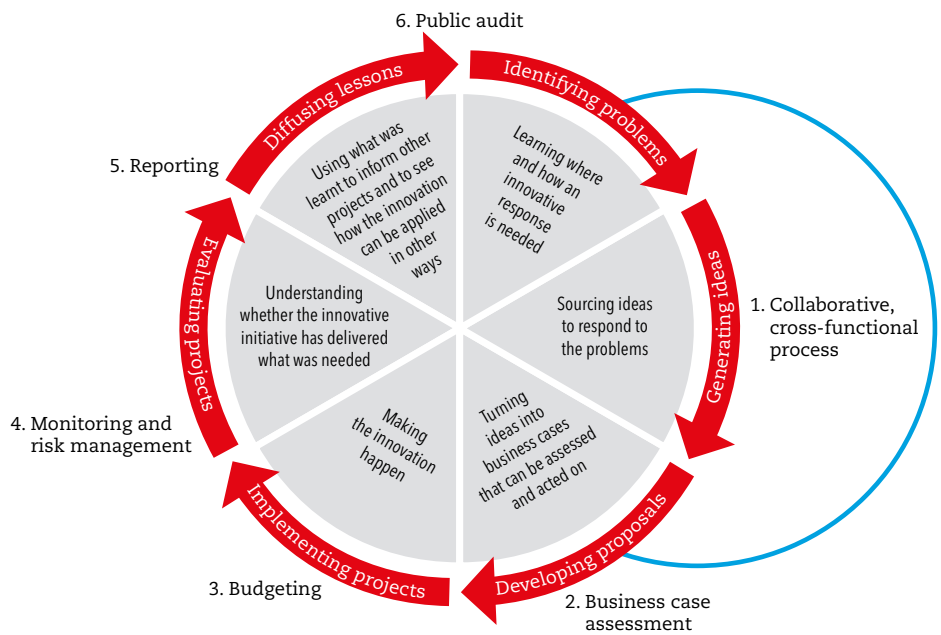 6. Public audit
Identifying problems
Learning where
and how an
innovative
response
is needed
Generating ideas
Sourcing ideas
to respond to
the problems
1. Collaborative,
cross-functional
process
Developing proposals
Turning
ideas into
business cases
that can be assessed
and acted on
2. Business case
assessment
Implementing projects
Making
the innovation
happen
3. Budgeting
Evaluating projects
Understanding
whether the innovative
initiative has delivered
what was needed
4. Monitoring and
risk management
Diffusing lessons
Using what was
learnt to inform other
projects and to see
how the innovation
can be applied
in other
ways
5. Reporting